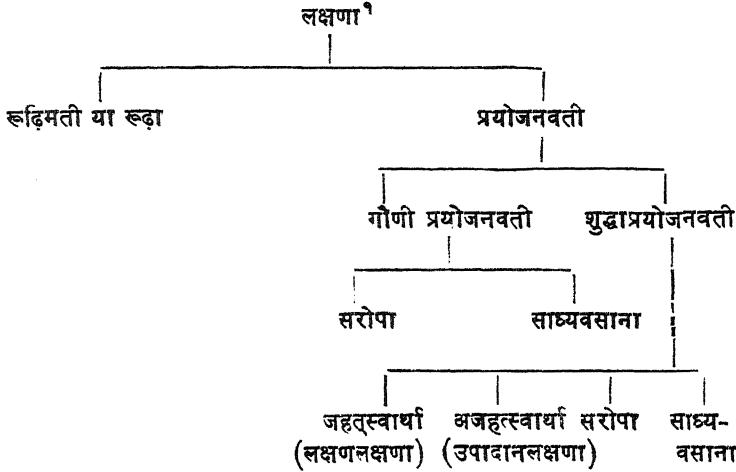 लक्षणा¹
रूढ़िमती या रूढ़ा प्रयोजनवती
गौणी प्रयोजनवती शुद्धाप्रयोजनवती
सरोपा साध्यवसाना
जहत्स्वार्था अजहत्स्वार्था सरोपा साध्य-
(लक्षणलक्षणा) (उपादानलक्षणा) वसाना